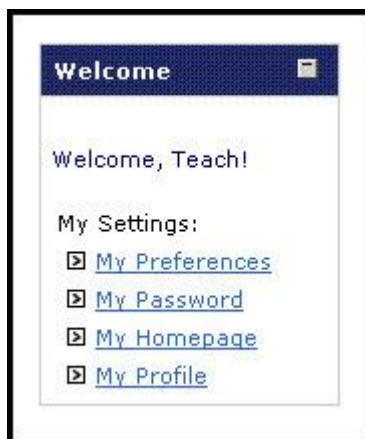 Welcome
Welcome, Teach!
My Settings:
My Preferences
My Password
My Homepage
My Profile